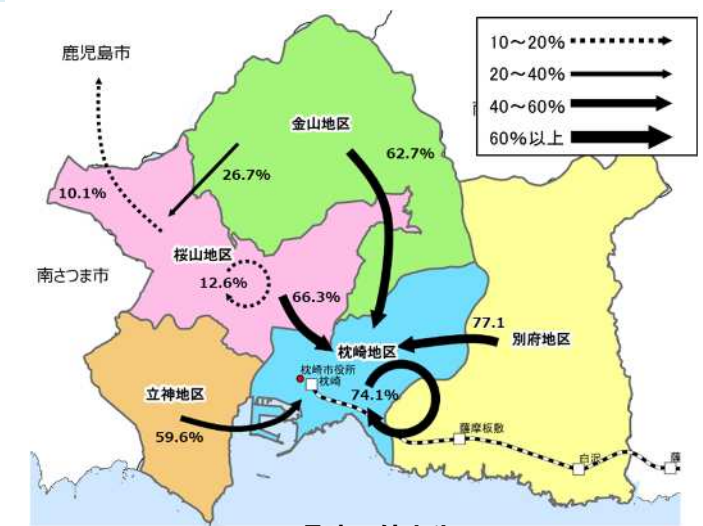 10～20%
20～40%
40～60%
60%以上
鹿児島市
金山地区
62.7%
26.7%
10.1%
桜山地区
南さつま市
12.6%
66.3%
77.1
別府地区
枕崎地区
枕崎市役所
枕崎
立神地区
74.1%
59.6%
薩摩板敷
白沢
薩